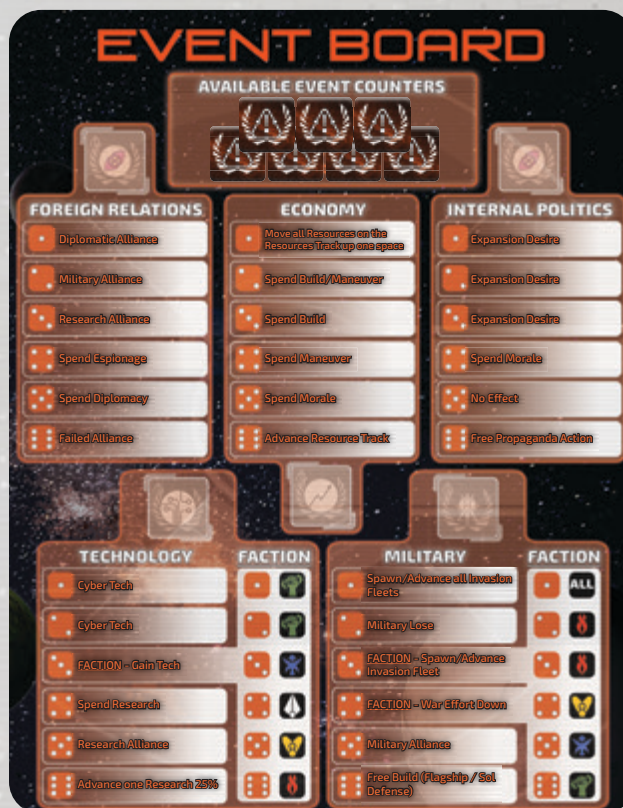 EVENT BOARD
AVAILABLE EVENT COUNTERS
FOREIGN RELATIONS
Diplomatic Alliance
Military Alliance
Research Alliance
Spend Espionage
Spend Diplomacy
Failed Alliance
ECONOMY
Move all Resources on the
Resources Track up one space
Spend Build/Maneuver
Spend Build
Spend Maneuver
Spend Morale
Advance Resource Track
INTERNAL POLITICS
Expansion Desire
Expansion Desire
Expansion Desire
Spend Morale
No Effect
Free Propaganda Action
TECHNOLOGY
FACTION
Cyber Tech
Cyber Tech
FACTION - Gain Tech
Spend Research
Research Alliance
Advance one Research 25%
MILITARY
FACTION
Spawn/Advance all Invasion
Fleets
ALL
Military Lose
FACTION - Spawn/Advance
Invasion Fleet
FACTION - War Effort Down
Military Alliance
Free Build (Flagship / Sol
Defense)